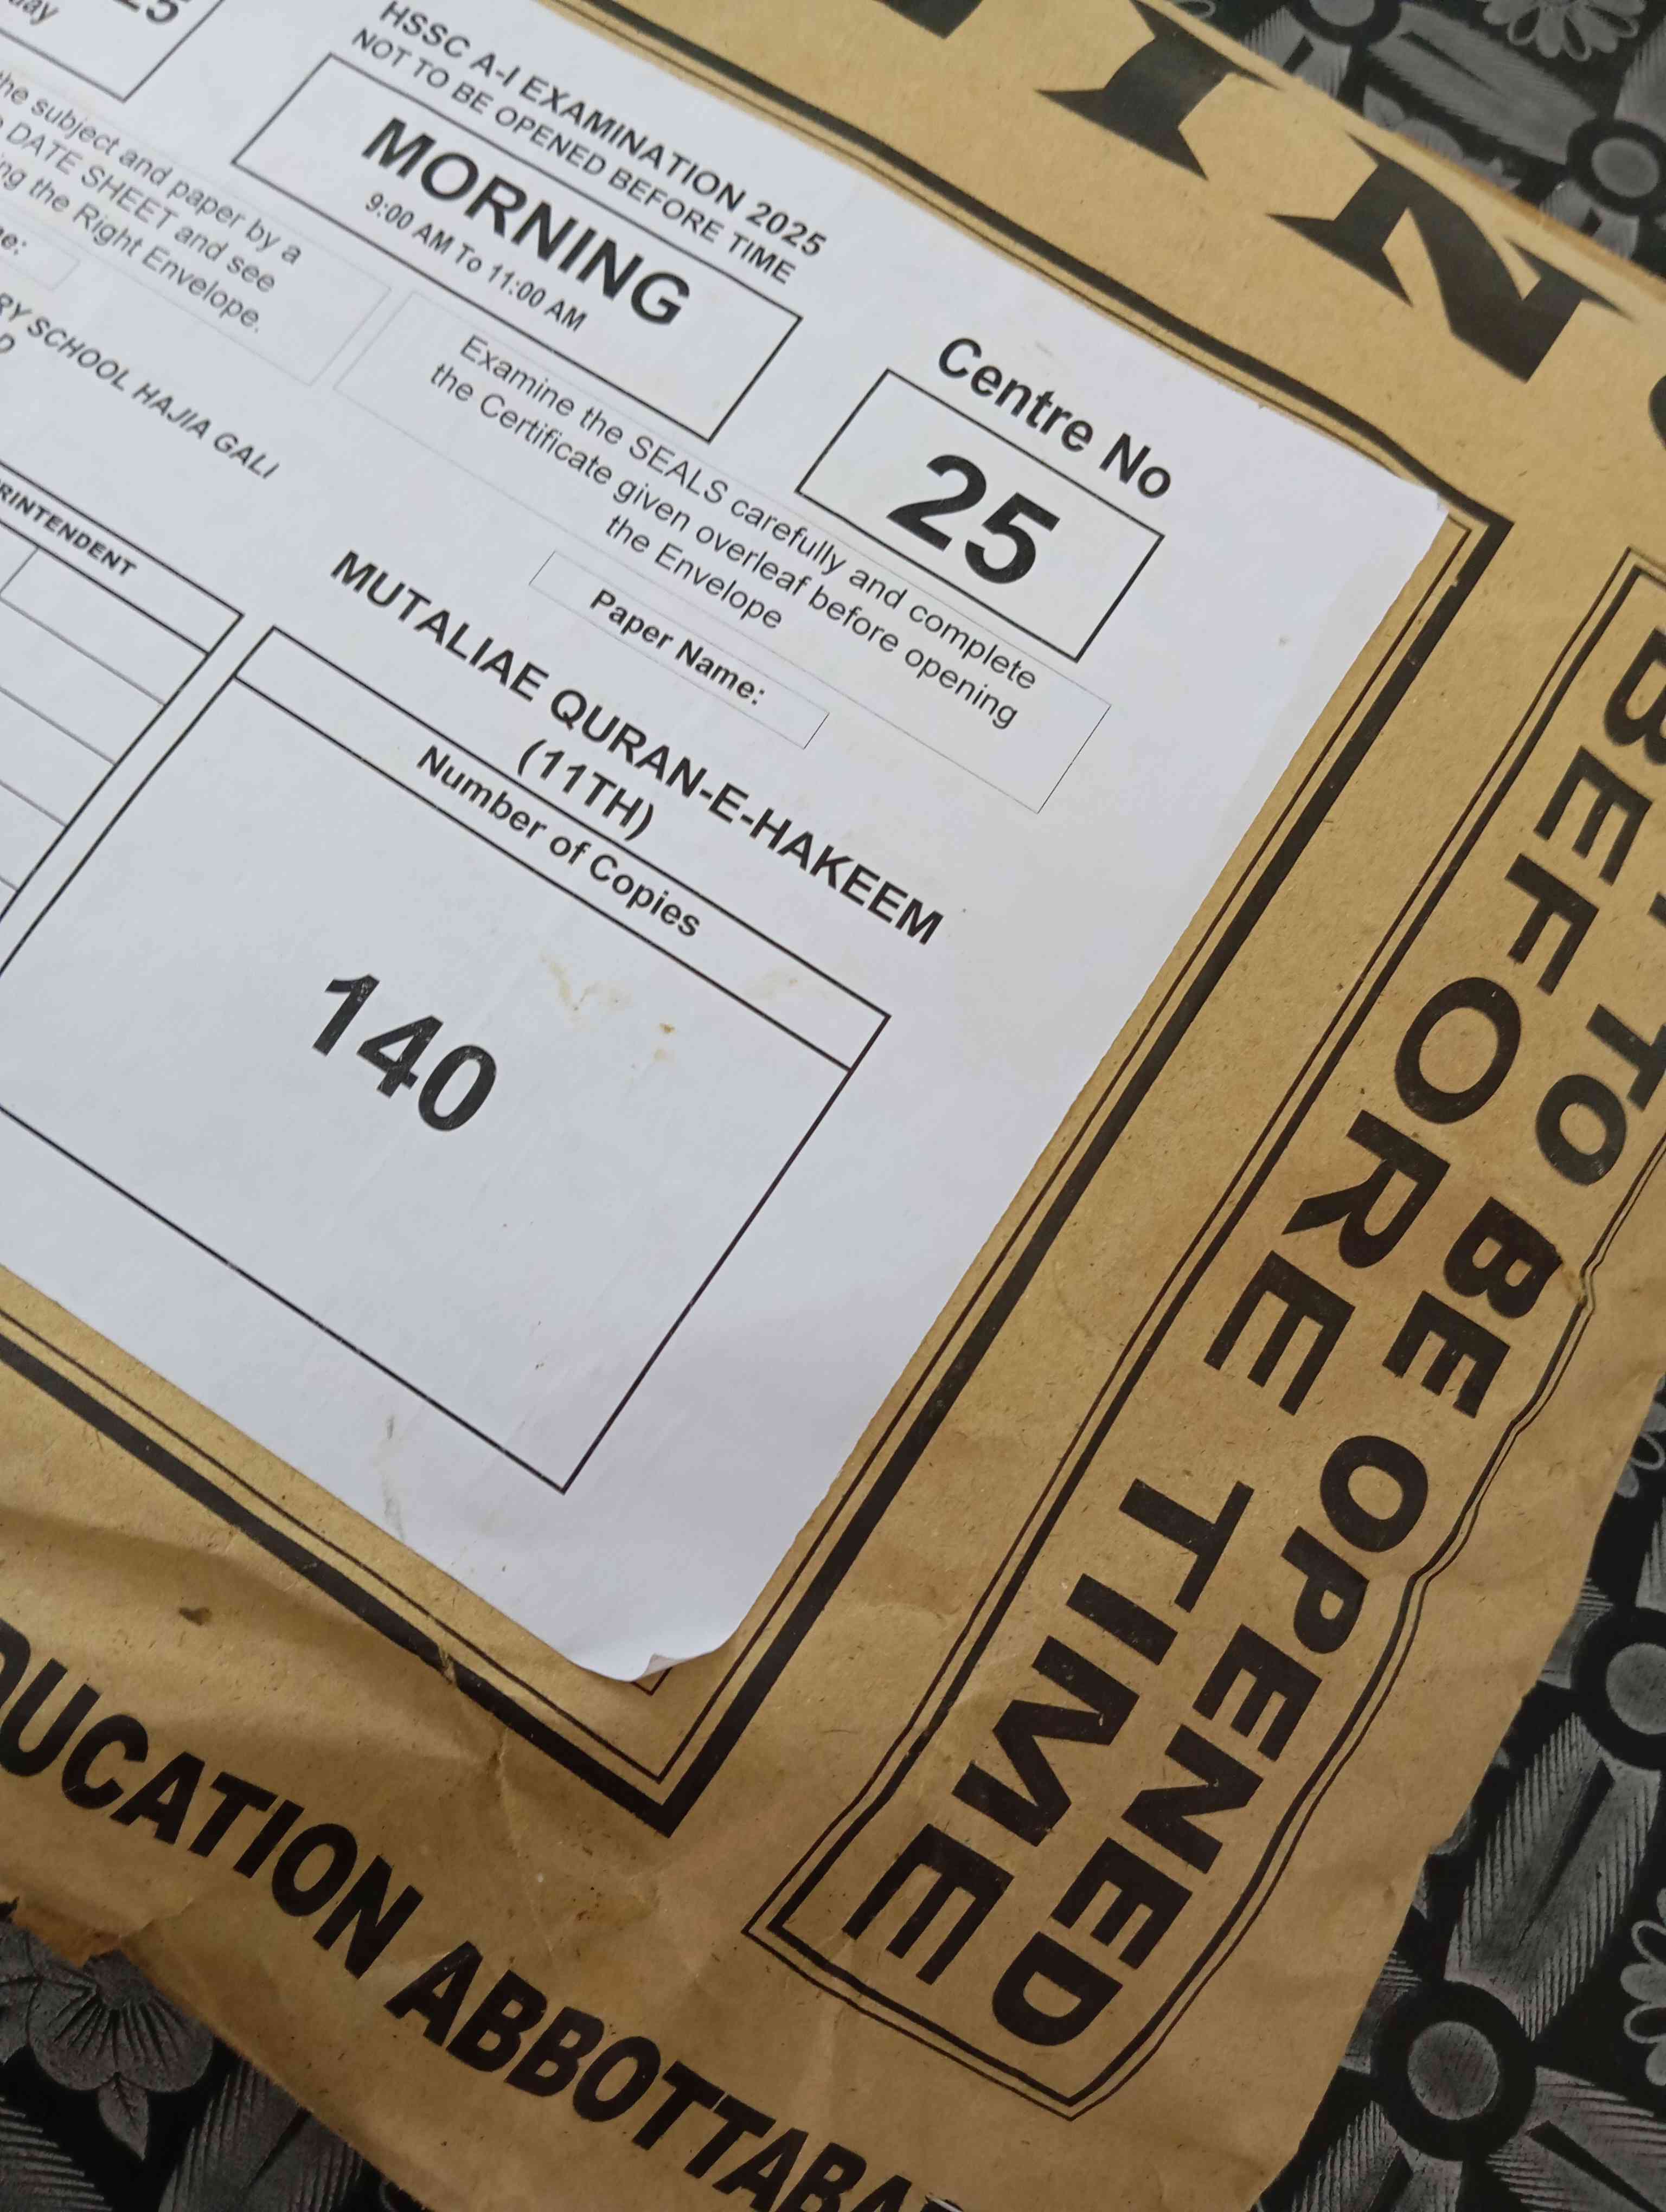 25
HSSC A-I EXAMINATION 2025
NOT TO BE OPENED BEFORE TIME
MORNING
9:00 AM To 11:00 AM
Centre No
25
the subject and paper by a
DATE SHEET and see
the Right Envelope.
Examine the SEALS carefully and complete
the Certificate given overleaf before opening
the Envelope
SCHOOL HAJIA GALI
Paper Name:
MUTALIAE QURAN-E-HAKEEM
(11TH)
Number of Copies
140
TO BE OPENED
BEFORE TIME
ABBOTTABA